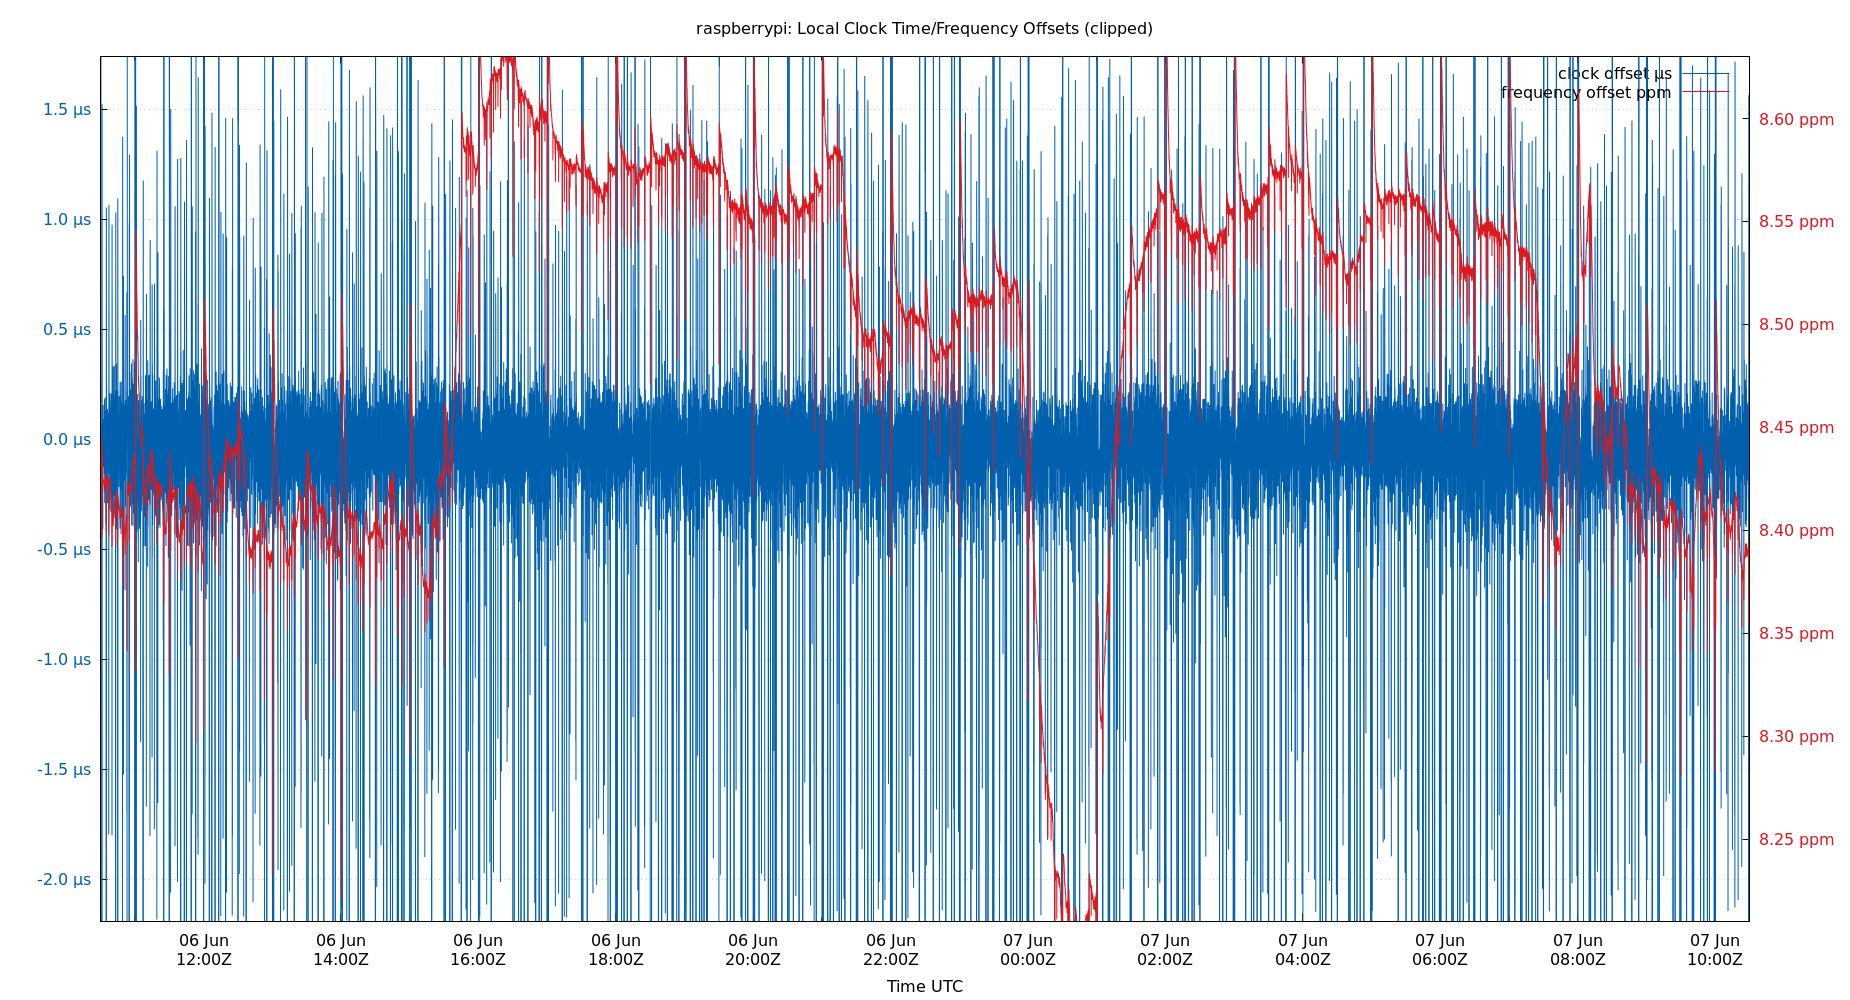 raspberrypi: Local Clock Time/Frequency Offsets (clipped)
clock offset µs
frequency offset ppm
1.5 µs
1.0 µs
0.5 µs
0.0 µs
-0.5 µs
-1.0 µs
-1.5 µs
-2.0 µs
8.60 ppm
8.55 ppm
8.50 ppm
8.45 ppm
8.40 ppm
8.35 ppm
8.30 ppm
8.25 ppm
06 Jun 06 Jun 06 Jun 06 Jun 06 Jun 06 Jun 07 Jun 07 Jun 07 Jun 07 Jun 07 Jun 07 Jun
12:00Z 14:00Z 16:00Z 18:00Z 20:00Z 22:00Z 00:00Z 02:00Z 04:00Z 06:00Z 08:00Z 10:00Z
Time UTC